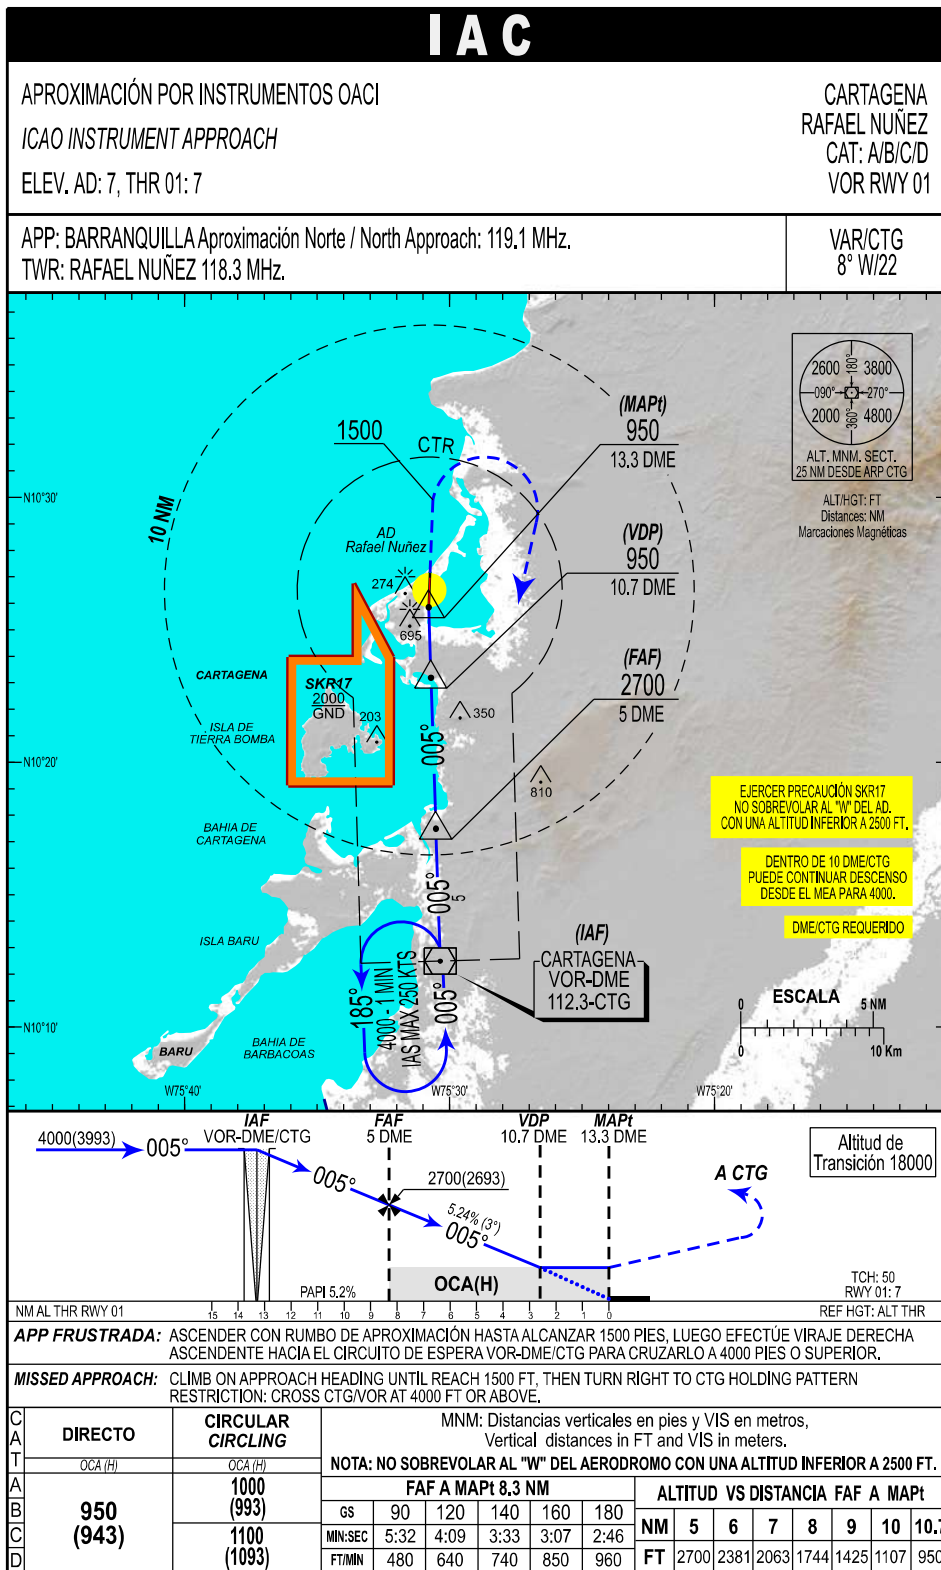 IAC
APROXIMACIÓN POR INSTRUMENTOS OACI
ICAO INSTRUMENT APPROACH
ELEV. AD: 7, THR 01: 7
CARTAGENA
RAFAEL NUÑEZ
CAT: A/B/C/D
VOR RWY 01
APP: BARRANQUILLA Aproximación Norte / North Approach: 119.1 MHz.
TWR: RAFAEL NUÑEZ 118.3 MHz.
VAR/CTG
8° W/22
2600 180° 3800
090° 270°
2000 360° 4800
ALT. MNM. SECT.
25 NM DESDE ARP CTG
ALT/HGT: FT
Distances: NM
Marcaciones Magnéticas
(MAPt)
950
13.3 DME
1500
CTR
N10°30'
10 NM
AD
Rafael Nuñez
(VDP)
950
10.7 DME
274
695
(FAF)
2700
5 DME
CARTAGENA
SKR17
2000
GND
203
350
ISLA DE
TIERRA BOMBA
005°
N10°20'
810
EJERCER PRECAUCIÓN SKR17
NO SOBREVOLAR AL "W" DEL AD.
CON UNA ALTITUD INFERIOR A 2500 FT.
BAHIA DE
CARTAGENA
DENTRO DE 10 DME/CTG
PUEDE CONTINUAR DESCENSO
DESDE EL MEA PARA 4000.
005°
5
DME/CTG REQUERIDO
ISLA BARU
(IAF)
CARTAGENA
VOR-DME
112.3-CTG
185°
4000 - 1 MIN
IAS MAX 250 KTS
005°
ESCALA
0 5 NM
0 10 Km
N10°10'
BARU
BAHIA DE
BARBACOAS
W75°40' W75°30' W75°20'
IAF
VOR-DME/CTG
FAF
5 DME
VDP
10.7 DME
MAPt
13.3 DME
4000(3993)
005°
005°
2700(2693)
5.24% (3°)
005°
A CTG
Altitud de
Transición 18000
OCA(H)
PAPI 5.2%
TCH: 50
RWY 01: 7
NM AL THR RWY 01
15 14 13 12 11 10 9 8 7 6 5 4 3 2 1 0
REF HGT: ALT THR
APP FRUSTRADA: ASCENDER CON RUMBO DE APROXIMACIÓN HASTA ALCANZAR 1500 PIES, LUEGO EFECTÚE VIRAJE DERECHA
ASCENDENTE HACIA EL CIRCUITO DE ESPERA VOR-DME/CTG PARA CRUZARLO A 4000 PIES O SUPERIOR.
MISSED APPROACH: CLIMB ON APPROACH HEADING UNTIL REACH 1500 FT, THEN TURN RIGHT TO CTG HOLDING PATTERN
RESTRICTION: CROSS CTG/VOR AT 4000 FT OR ABOVE.
CAT
DIRECTO
OCA (H)
CIRCULAR
CIRCLING
OCA (H)
A
B
C
D
950
(943)
1000
(993)
1100
(1093)
MNM: Distancias verticales en pies y VIS en metros,
Vertical distances in FT and VIS in meters.
NOTA: NO SOBREVOLAR AL "W" DEL AERODROMO CON UNA ALTITUD INFERIOR A 2500 FT.
FAF A MAPt 8.3 NM
GS 90 120 140 160 180
MIN:SEC 5:32 4:09 3:33 3:07 2:46
FT/MIN 480 640 740 850 960
ALTITUD VS DISTANCIA FAF A MAPt
NM 5 6 7 8 9 10 10.7
FT 2700 2381 2063 1744 1425 1107 950